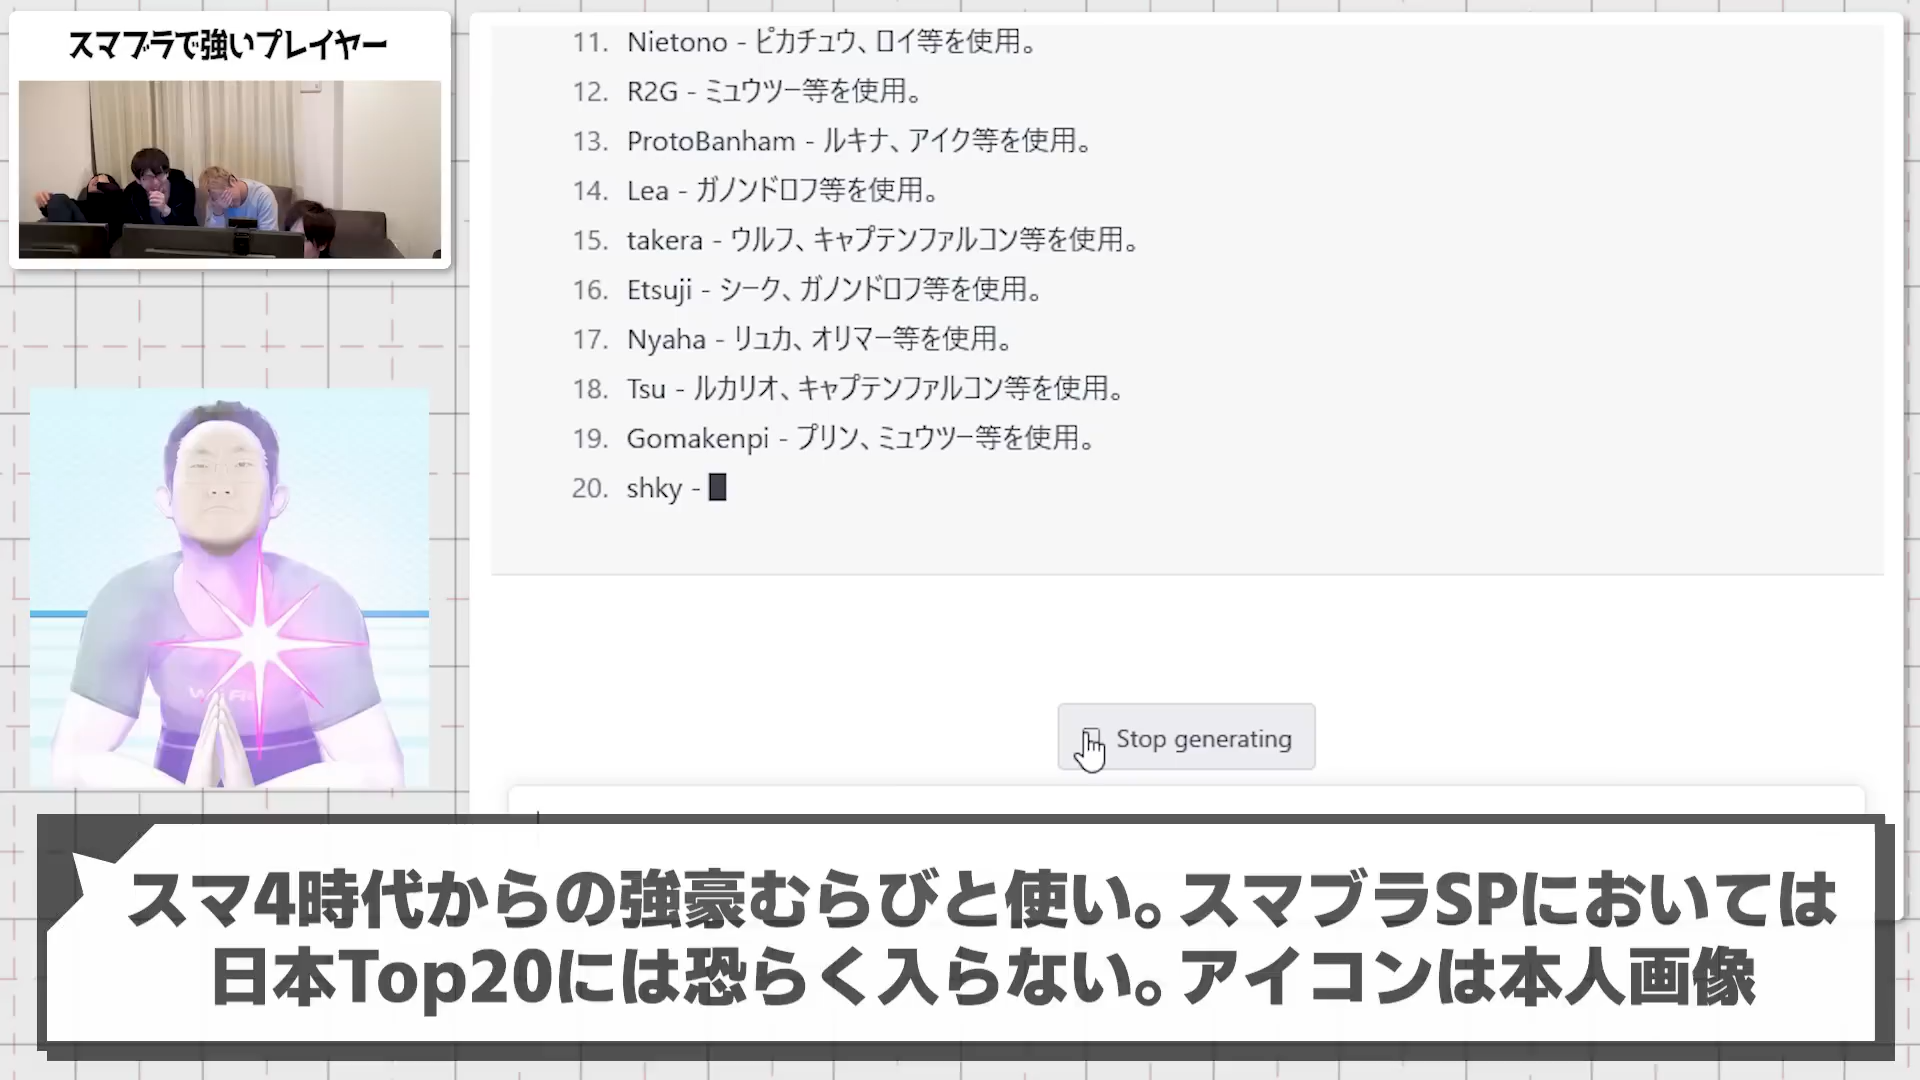 スマブラで強いプレイヤー
11. Nietono - ピカチュウ、ロイ等を使用。
12. R2G - ミュウツー等を使用。
13. ProtoBanham - ルキナ、アイク等を使用。
14. Lea - ガノンドロフ等を使用。
15. takera - ウルフ、キャプテンファルコン等を使用。
16. Etsuji - シーク、ガノンドロフ等を使用。
17. Nyaha - リュカ、オリマー等を使用。
18. Tsu - ルカリオ、キャプテンファルコン等を使用。
19. Gomakenpi - プリン、ミュウツー等を使用。
20. shky -
Stop generating
スマ4時代からの強豪むらびと使い。スマブラSPにおいては
日本Top20には恐らく入らない。アイコンは本人画像